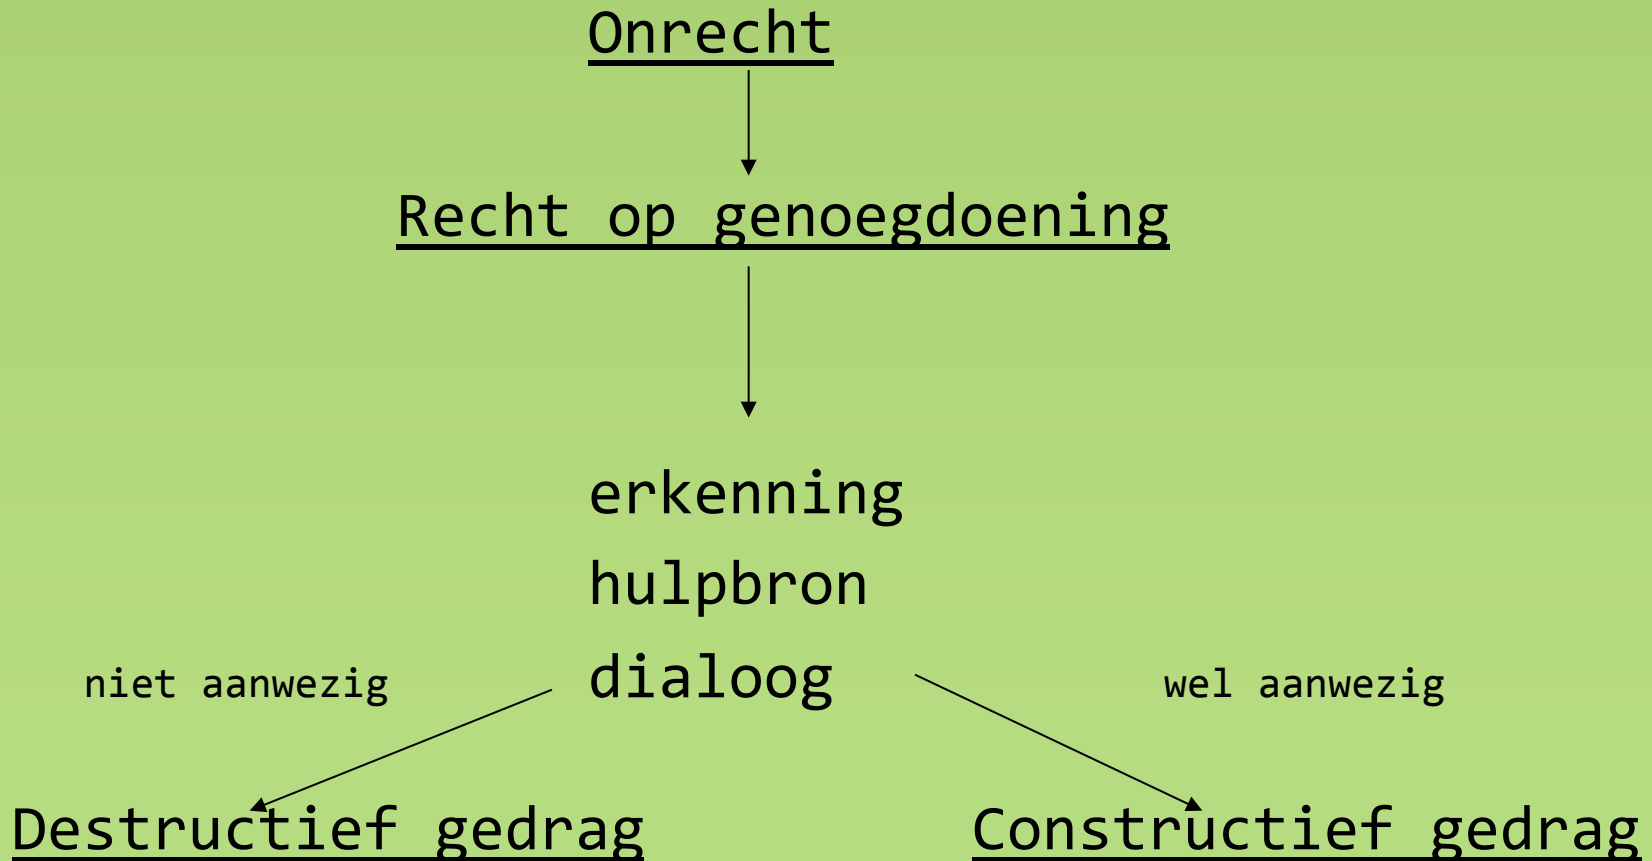 Onrecht
Recht op genoegdoening
erkenning
hulpbron
niet aanwezig dialoog wel aanwezig
Destructief gedrag Constructief gedrag